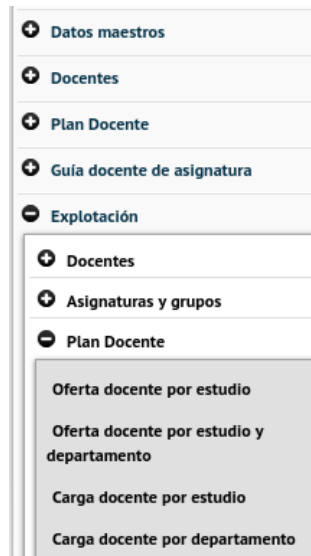 Datos maestros
Docentes
Plan Docente
Guía docente de asignatura
Explotación
Docentes
Asignaturas y grupos
Plan Docente
Oferta docente por estudio
Oferta docente por estudio y
departamento
Carga docente por estudio
Carga docente por departamento